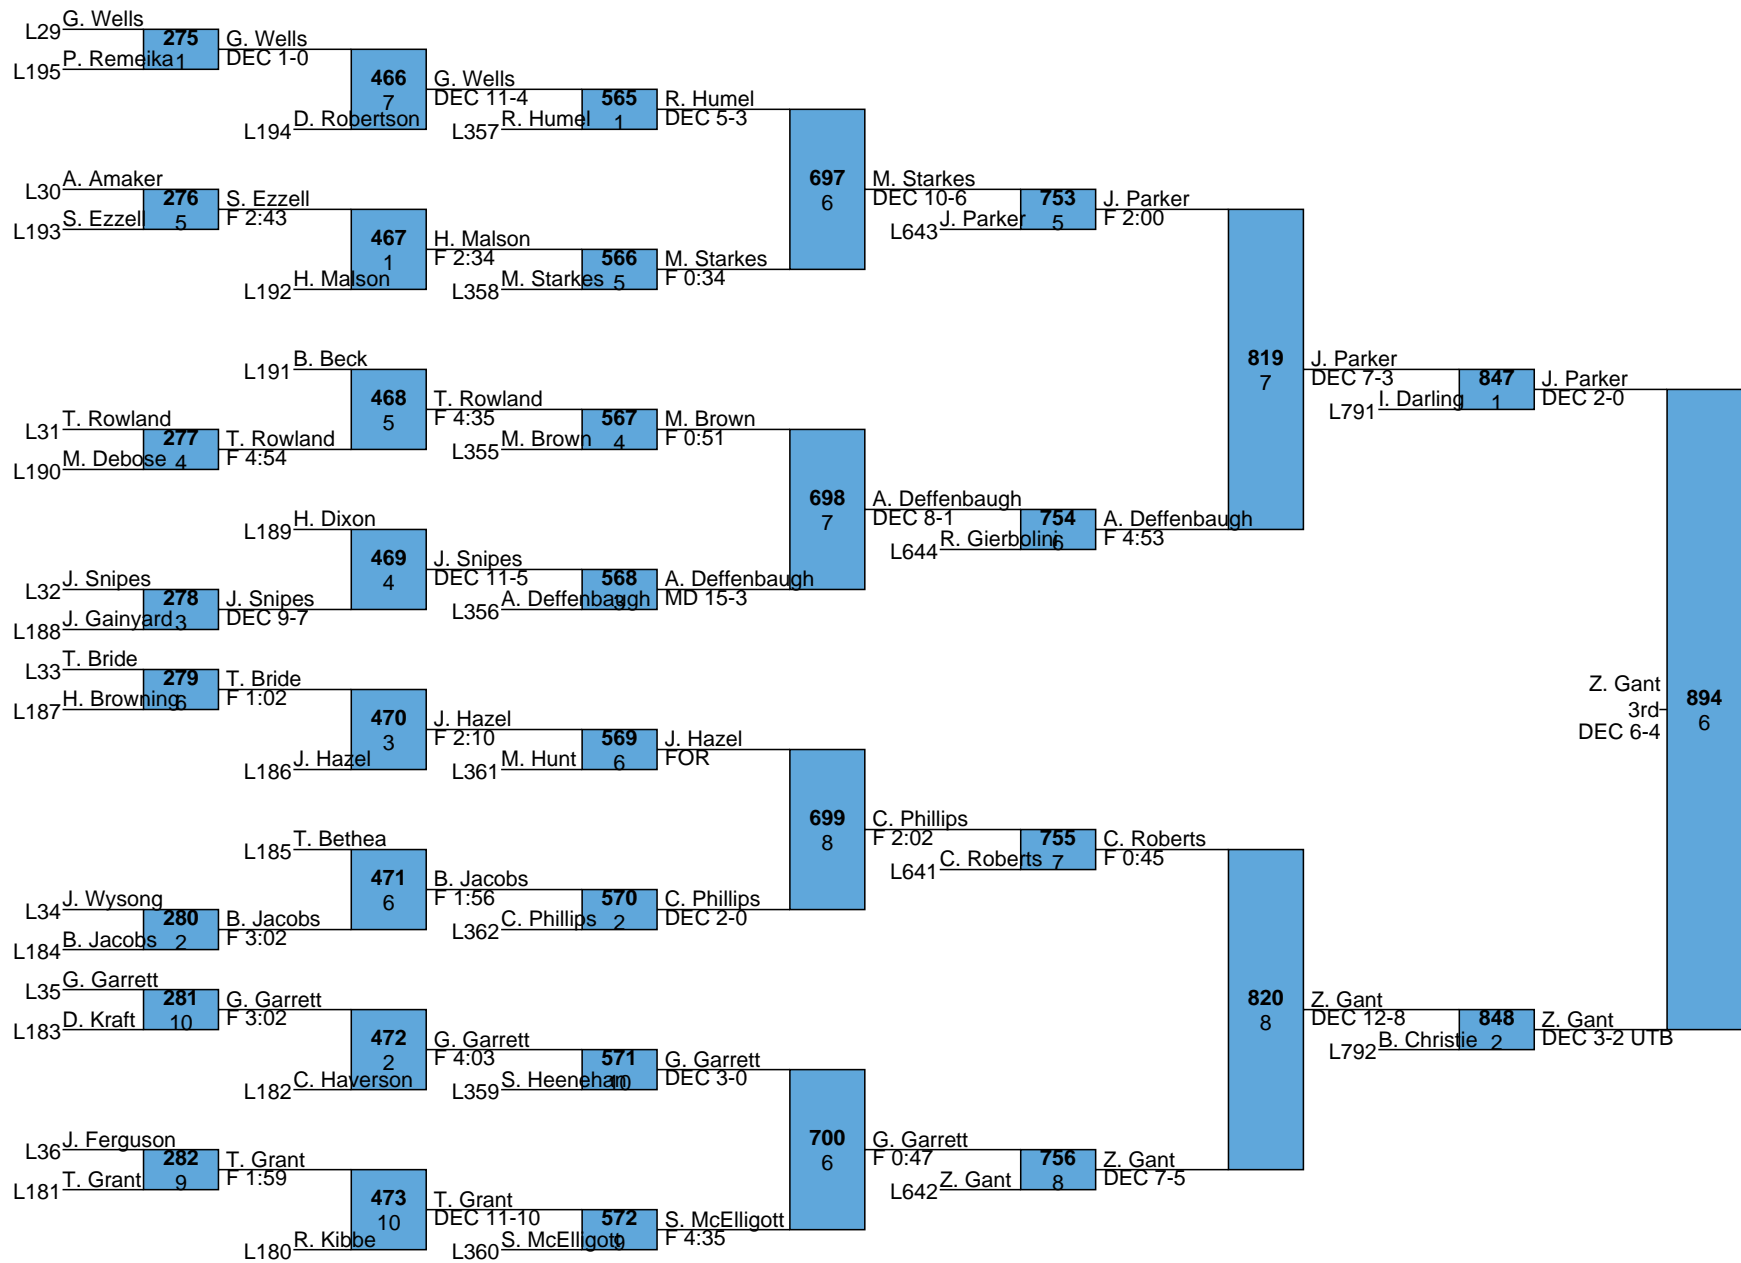 G. Wells
L29
275
G. Wells
P. Remeika
1
DEC 1-0
L195
466
7
G. Wells
DEC 11-4
D. Robertson
L194
565
R. Humel
R. Humel
1
DEC 5-3
L357
697
6
A. Amaker
L30
276
S. Ezzell
S. Ezzell
5
F 2:43
L193
467
1
H. Malson
F 2:34
H. Malson
L192
566
M. Starkes
M. Starkes
5
F 0:34
L358
M. Starkes
DEC 10-6
753
J. Parker
J. Parker
5
F 2:00
L643
B. Beck
L191
468
5
T. Rowland
F 4:35
T. Rowland
L31
277
T. Rowland
M. Debose
4
F 4:54
L190
567
M. Brown
M. Brown
4
F 0:51
L355
698
7
H. Dixon
L189
469
4
J. Snipes
DEC 11-5
J. Snipes
L32
278
J. Snipes
J. Gainyard
3
DEC 9-7
L188
568
A. Deffenbaugh
A. Deffenbaugh
MD 15-3
L356
A. Deffenbaugh
DEC 8-1
754
A. Deffenbaugh
R. Gierbolini
6
F 4:53
L644
819
7
J. Parker
DEC 7-3
847
J. Parker
I. Darling
1
DEC 2-0
L791
T. Bride
L33
279
T. Bride
H. Browning
6
F 1:02
L187
470
3
J. Hazel
F 2:10
J. Hazel
L186
569
J. Hazel
M. Hunt
6
FOR
L361
699
8
T. Bethea
L185
471
6
B. Jacobs
F 1:56
J. Wysong
L34
280
B. Jacobs
B. Jacobs
2
F 3:02
L184
570
C. Phillips
C. Phillips
2
DEC 2-0
L362
C. Phillips
F 2:02
755
C. Roberts
C. Roberts
7
F 0:45
L641
G. Garrett
L35
281
G. Garrett
D. Kraft
10
F 3:02
L183
472
2
G. Garrett
F 4:03
C. Haverson
L182
571
G. Garrett
S. Heenehan
10
DEC 3-0
L359
700
6
J. Ferguson
L36
282
T. Grant
T. Grant
9
F 1:59
L181
473
10
T. Grant
DEC 11-10
R. Kibbe
L180
572
S. McElligott
S. McElligott
9
F 4:35
L360
G. Garrett
F 0:47
756
Z. Gant
Z. Gant
8
DEC 7-5
L642
820
8
Z. Gant
DEC 12-8
848
Z. Gant
B. Christie
2
DEC 3-2 UTB
L792
Z. Gant
3rd
DEC 6-4
894
6